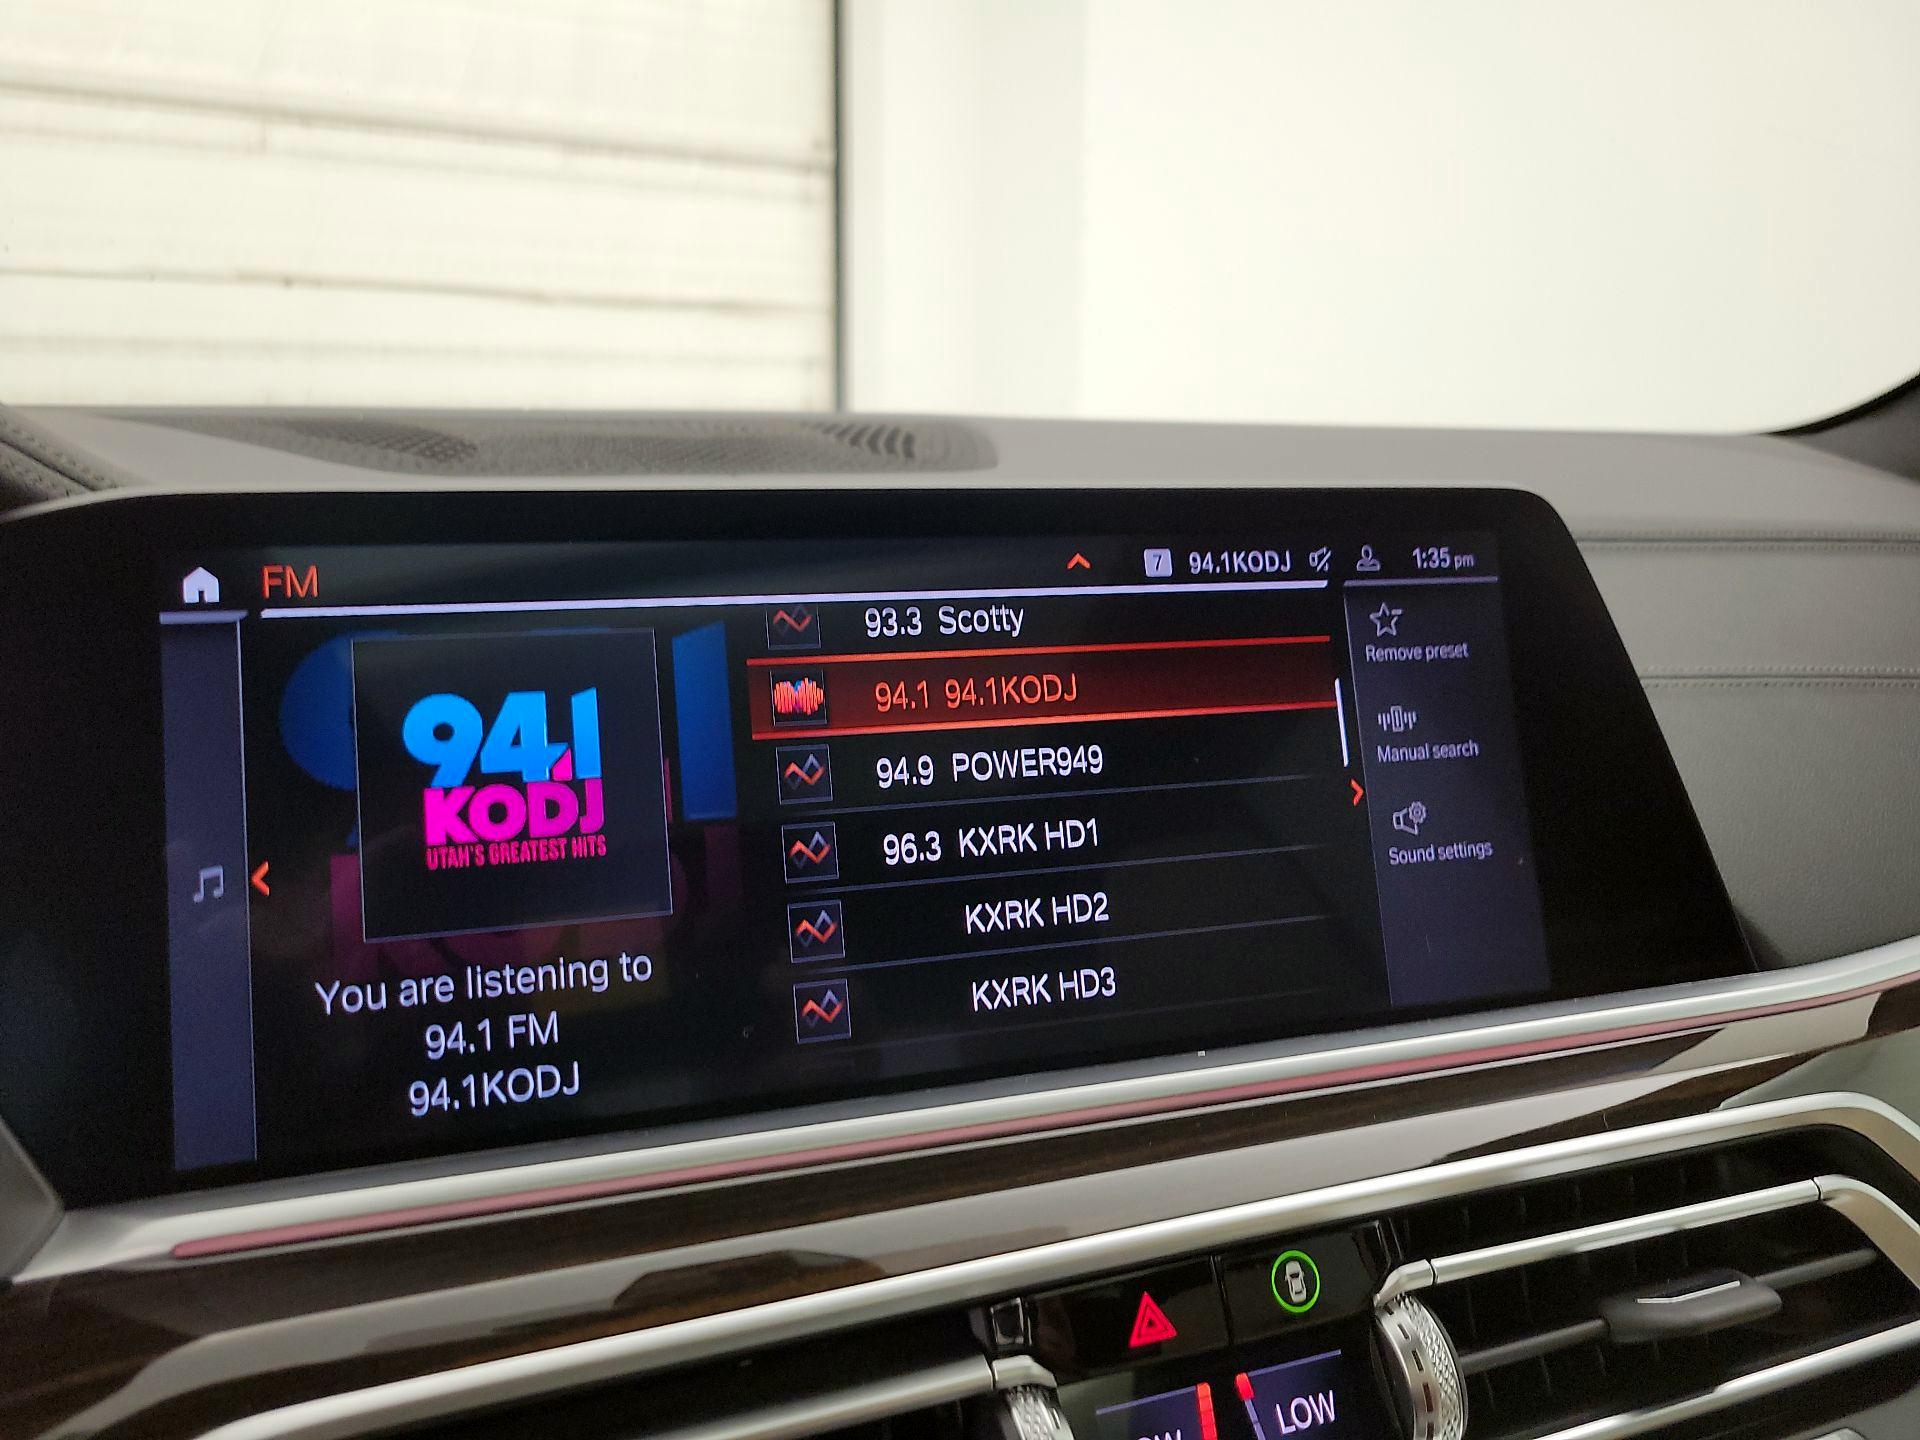 FM
7 94.1KODJ 1:35 pm
94.1
KODJ
UTAH'S GREATEST HITS
You are listening to
94.1 FM
94.1KODJ
93.3 Scotty
94.1 94.1KODJ
94.9 POWER949
96.3 KXRK HD1
KXRK HD2
KXRK HD3
Remove preset
Manual search
Sound settings
LOW